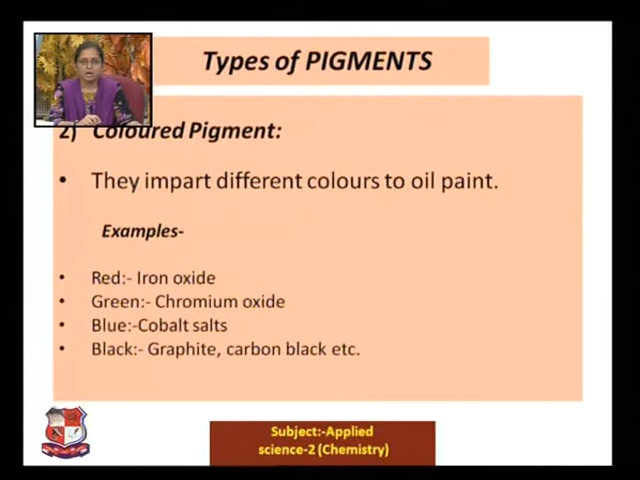 Types of PIGMENTS
2) Coloured Pigment:
• They impart different colours to oil paint.
Examples-
• Red:- Iron oxide
• Green:- Chromium oxide
• Blue:-Cobalt salts
• Black:- Graphite, carbon black etc.
Subject:-Applied
science-2 (Chemistry)